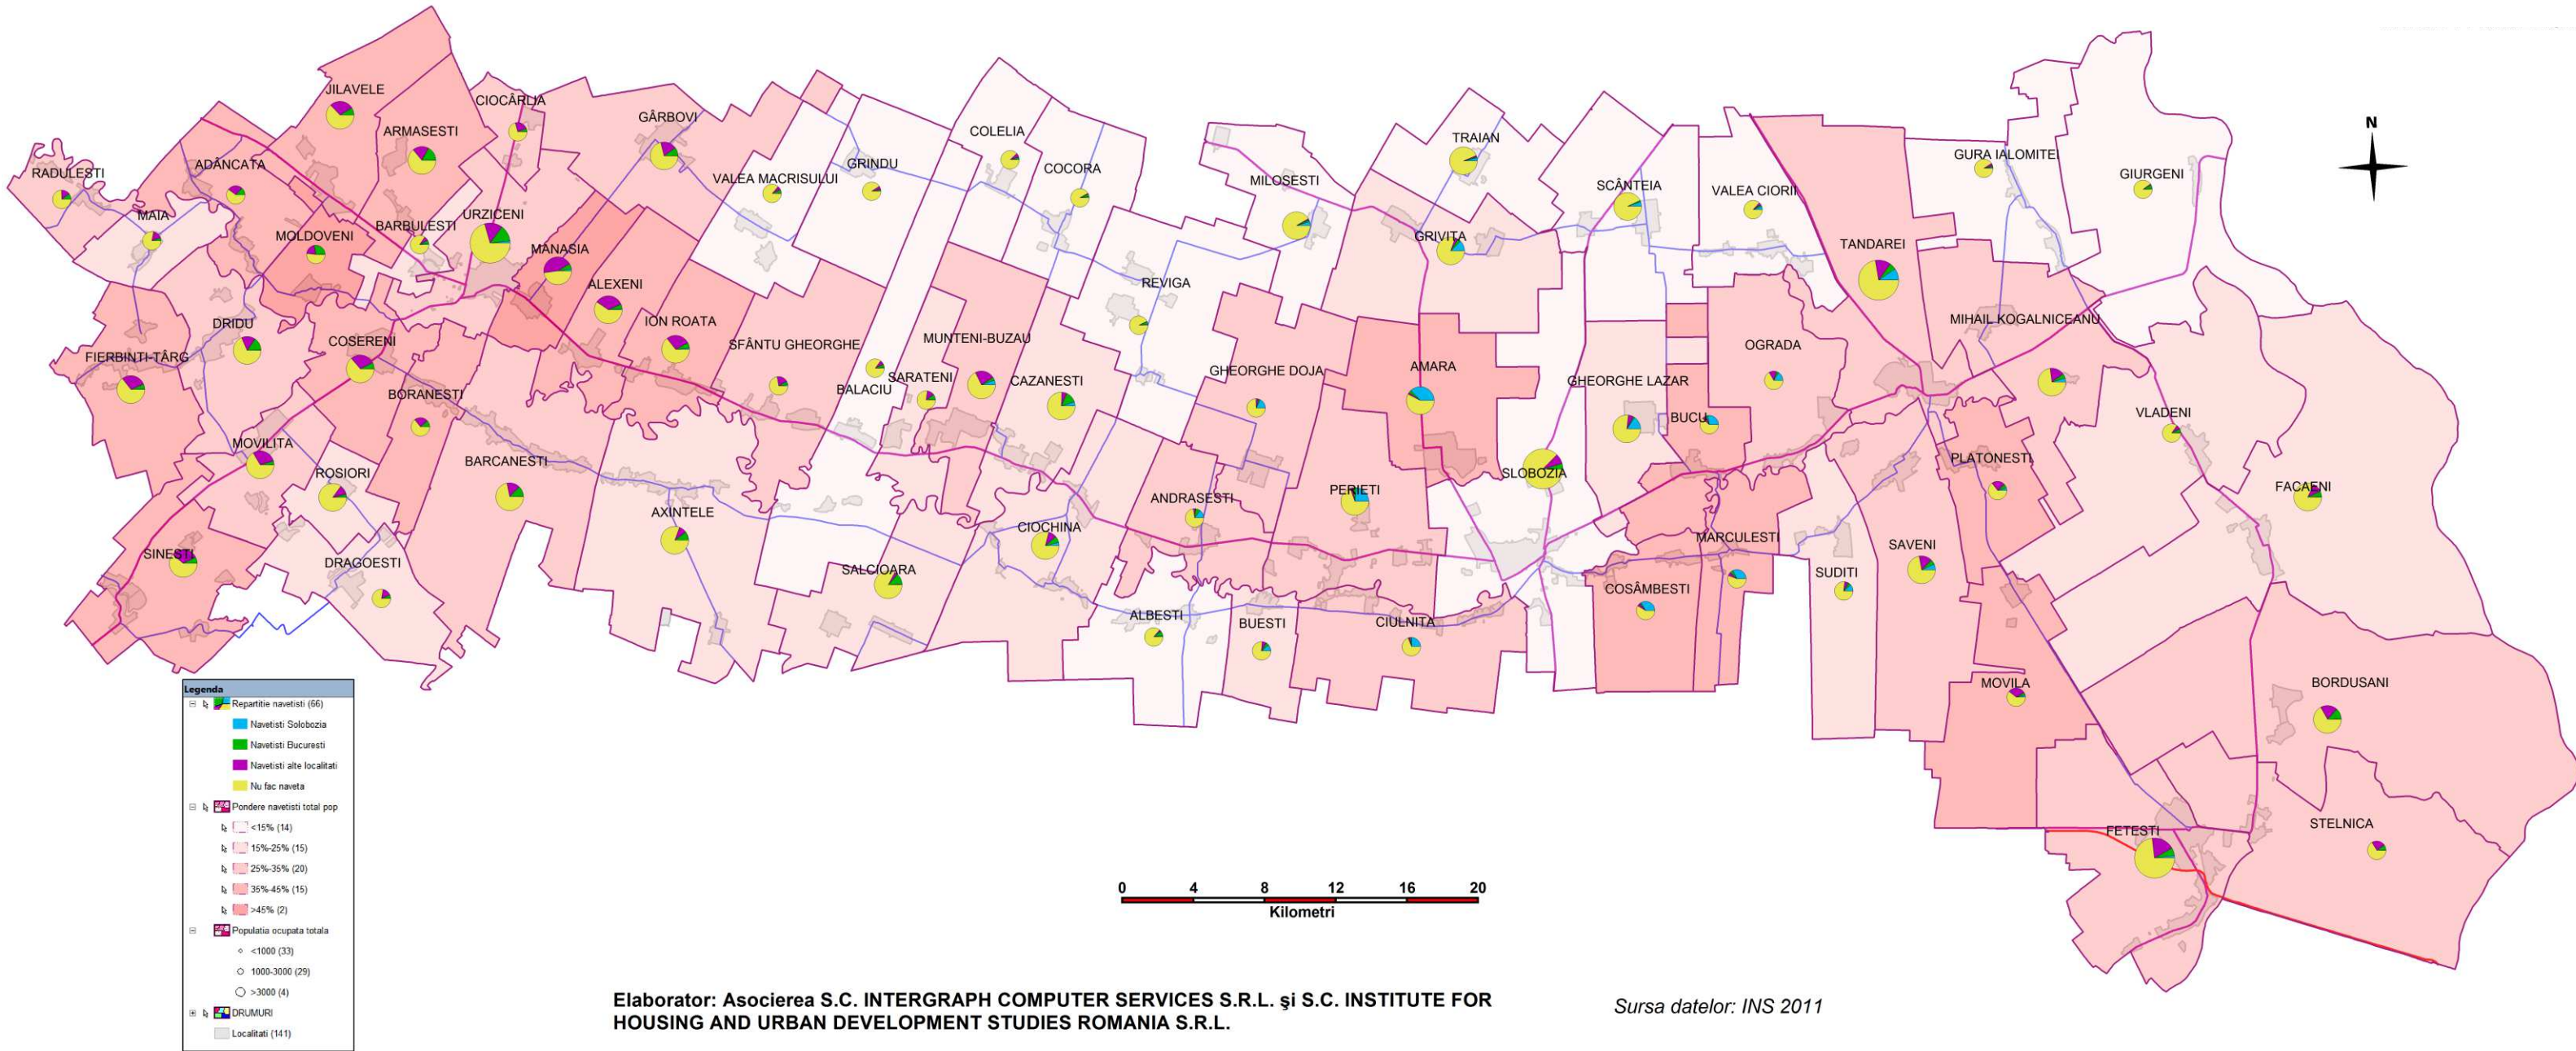 JILAVELE
CIOCÂRLIA
GÂRBOVI
ARMASESTI
COLELIA
TRAIAN
GURA IALOMITEI
N
RADULESTI
ADÂNCATA
VALEA MACRISULUI
GRINDU
COCORA
MILOSESTI
SCÂNTEIA
VALEA CIORII
GIURGENI
MAIA
MOLDOVENI
BARBULESTI
URZICENI
MANASIA
GRIVITA
TANDAREI
ALEXENI
REVIGA
DRIDU
COSERENI
ION ROATA
SFÂNTU GHEORGHE
MUNTENI-BUZAU
MIHAIL KOGALNICEANU
FIERBINTI-TÂRG
BORANESTI
BALACIU
SARATENI
CAZANESTI
GHEORGHE DOJA
AMARA
GHEORGHE LAZAR
OGRADA
BUCU
VLADENI
MOVILITA
ROSIORI
BARCANESTI
AXINTELE
CIOCHINA
ANDRASESTI
PERIETI
SLOBOZIA
PLATONESTI
FACAENI
SINESTI
DRAGOESTI
SALCIOARA
MARCULESTI
SAVENI
ALBESTI
BUESTI
CIULNITA
COSÂMBESTI
SUDITI
MOVILA
BORDUSANI
FETESTI
STELNICA
Legenda
Repartitie navetisti (66)
Navetisti Solobozia
Navetisti Bucuresti
Navetisti alte localitati
Nu fac naveta
Pondere navetisti total pop
<15% (14)
15%-25% (15)
25%-35% (20)
35%-45% (15)
>45% (2)
Populatia ocupata totala
<1000 (33)
1000-3000 (29)
>3000 (4)
DRUMURI
Localitati (141)
0 4 8 12 16 20
Kilometri
Elaborator: Asocierea S.C. INTERGRAPH COMPUTER SERVICES S.R.L. şi S.C. INSTITUTE FOR
HOUSING AND URBAN DEVELOPMENT STUDIES ROMANIA S.R.L.
Sursa datelor: INS 2011